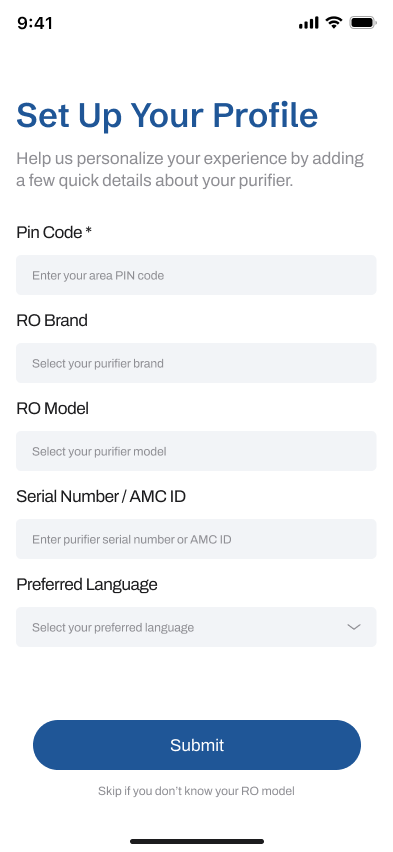 9:41
Set Up Your Profile
Help us personalize your experience by adding
a few quick details about your purifier.
Pin Code *
Enter your area PIN code
RO Brand
Select your purifier brand
RO Model
Select your purifier model
Serial Number / AMC ID
Enter purifier serial number or AMC ID
Preferred Language
Select your preferred language
Submit
Skip if you don't know your RO model